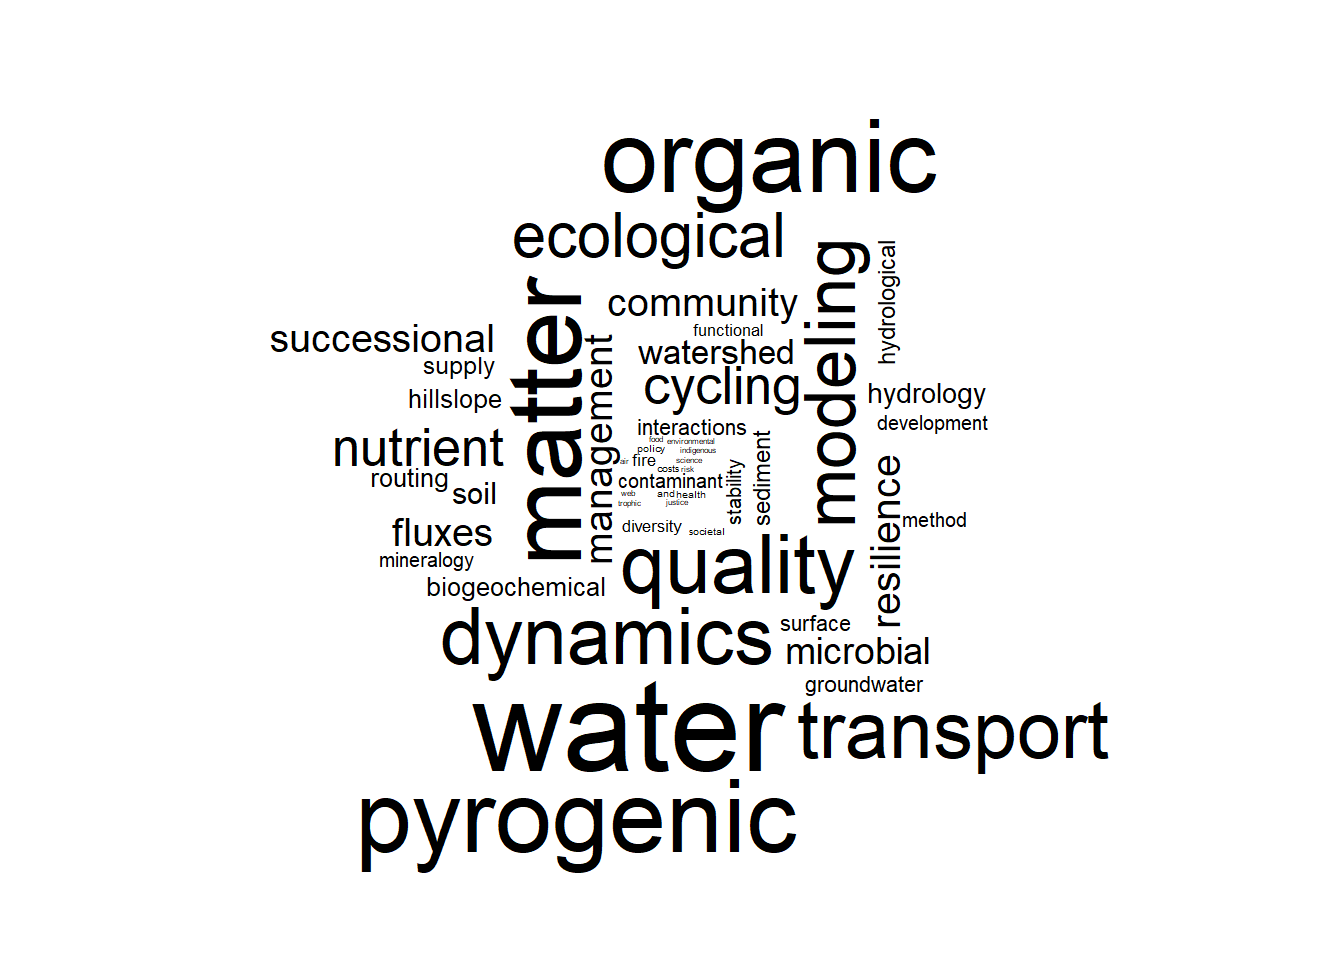 organic
ecological
modeling
hydrological
matter
community
functional
successional
management
watershed
supply
cycling
hillslope
hydrology
development
interactions
nutrient
food
environmental
policy
indigenous
sediment
air
fire
science
resilience
stability
costs
risk
routing
contaminant
soil
web
and
health
trophic
justice
method
fluxes
diversity
societal
mineralogy
quality
biogeochemical
dynamics
surface
microbial
groundwater
water
transport
pyrogenic